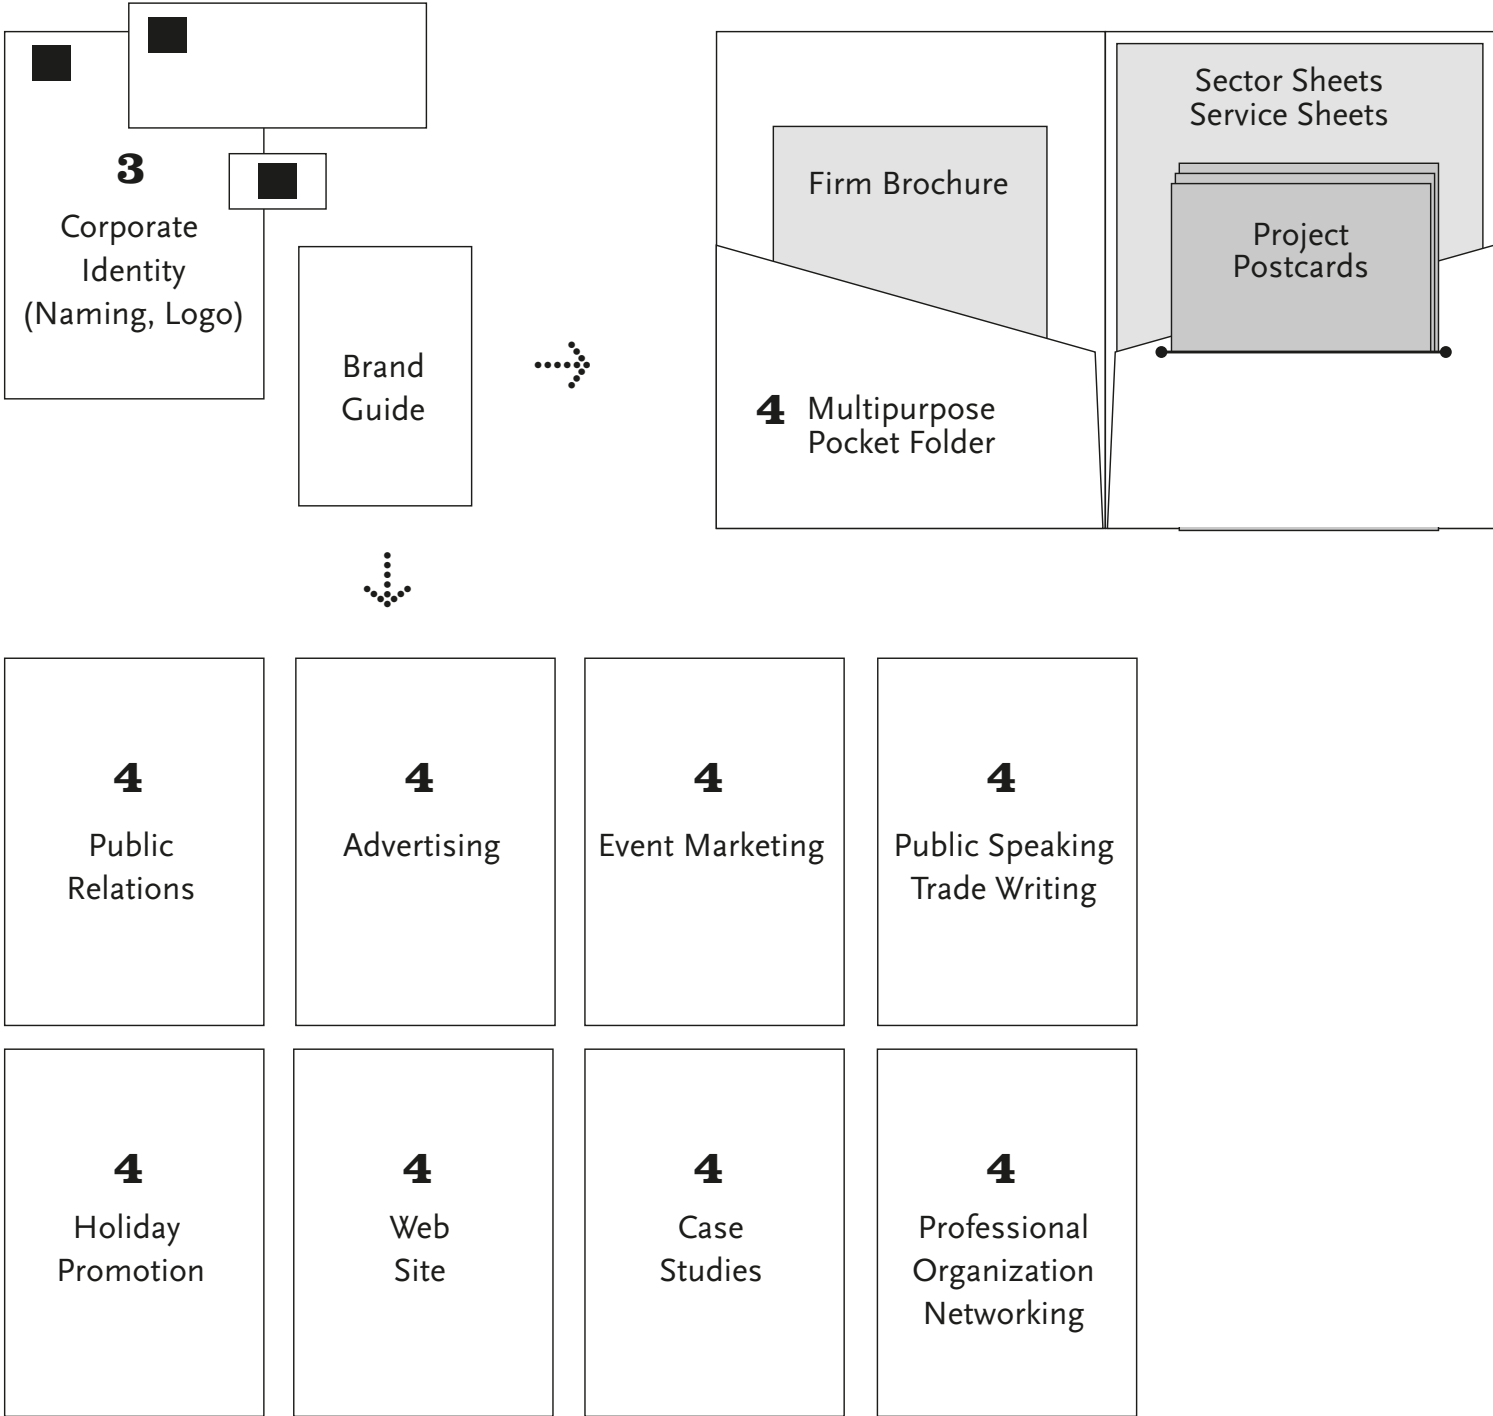 3
Corporate
Identity
(Naming, Logo)
Brand
Guide
Firm Brochure
Sector Sheets
Service Sheets
Project
Postcards
4 Multipurpose
Pocket Folder
4
Public
Relations
4
Advertising
4
Event Marketing
4
Public Speaking
Trade Writing
4
Holiday
Promotion
4
Web
Site
4
Case
Studies
4
Professional
Organization
Networking